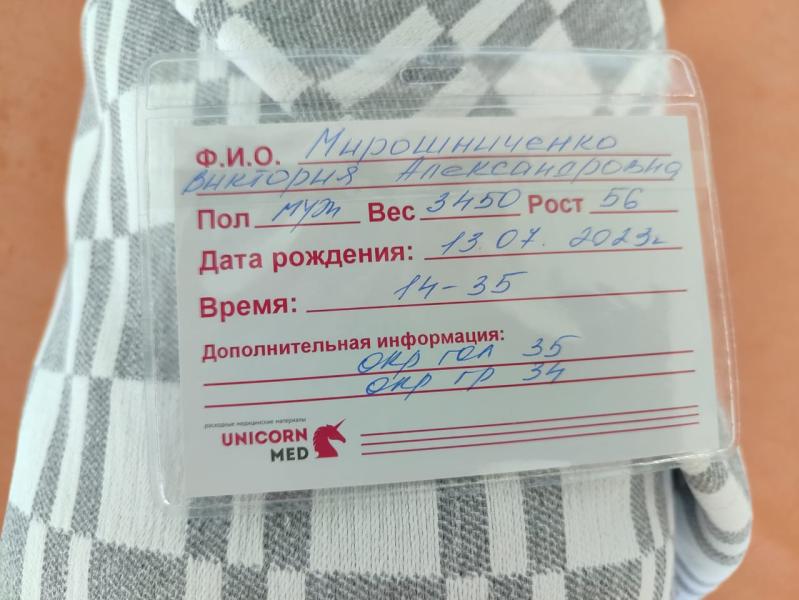 Ф.И.О. Мирошниченко
Виктория Александровна
Пол муж Вес 3450 Рост 56
Дата рождения: 13.07.2023г
Время: 14-35
Дополнительная информация:
окр гол 35
окр гр 34
расходные медицинские материалы
UNICORN
MED